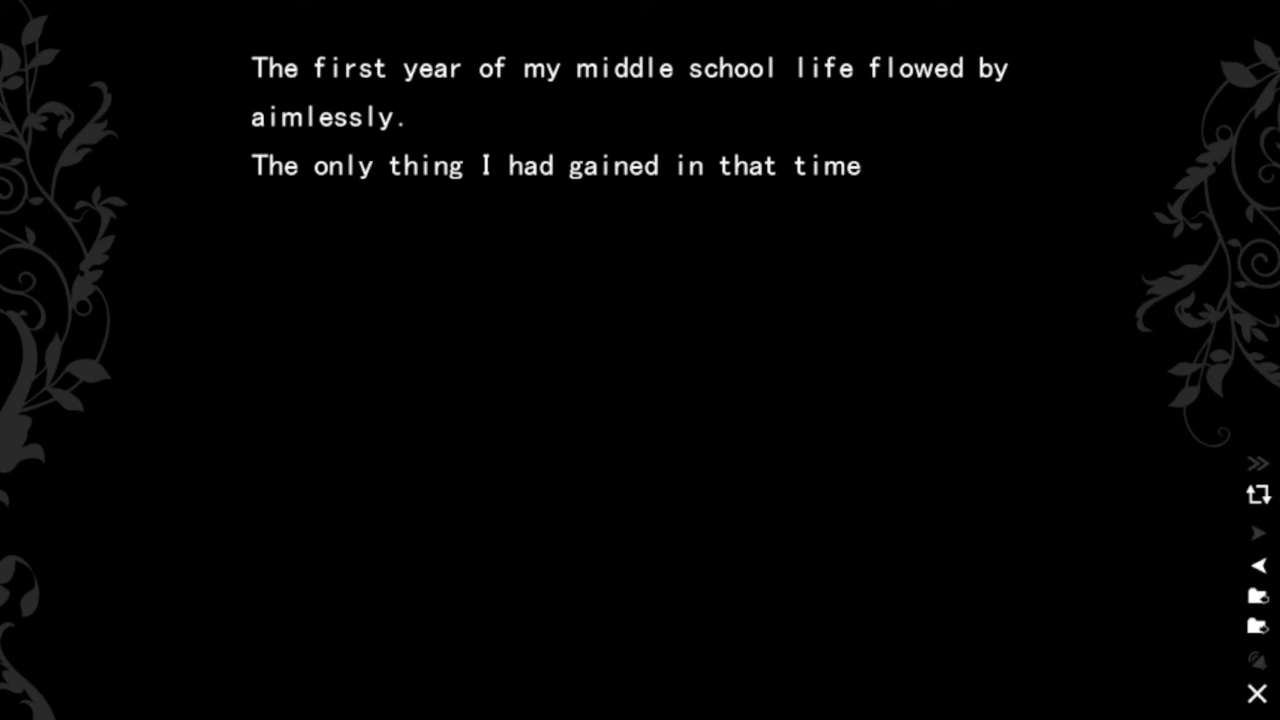 The first year of my middle school life flowed by
aimlessly.
The only thing I had gained in that time